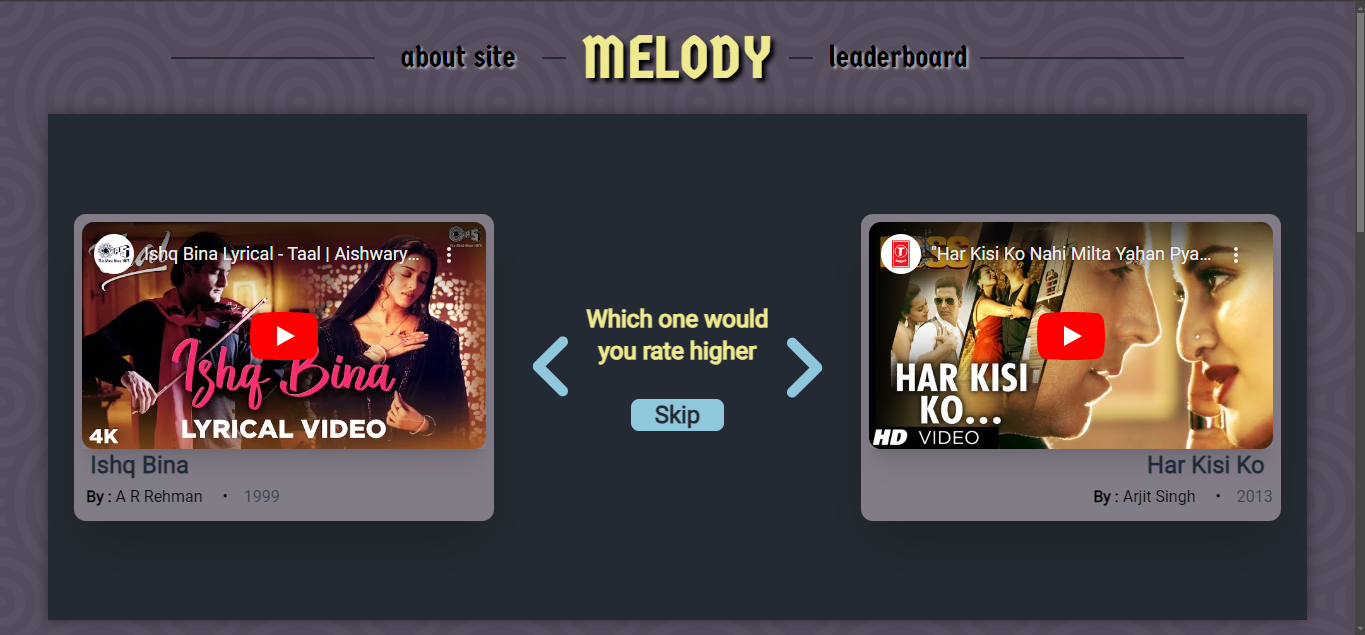 about site
MELODY
leaderboard
Ishq Bina Lyrical - Taal | Aishwary...
Ishq Bina
LYRICAL VIDEO
4K
Ishq Bina
By : A R Rehman • 1999
Which one would
you rate higher
Skip
"Har Kisi Ko Nahi Milta Yahan Pya...
BOSS
HAR KISI
KO...
HD VIDEO
Har Kisi Ko
By : Arjit Singh • 2013